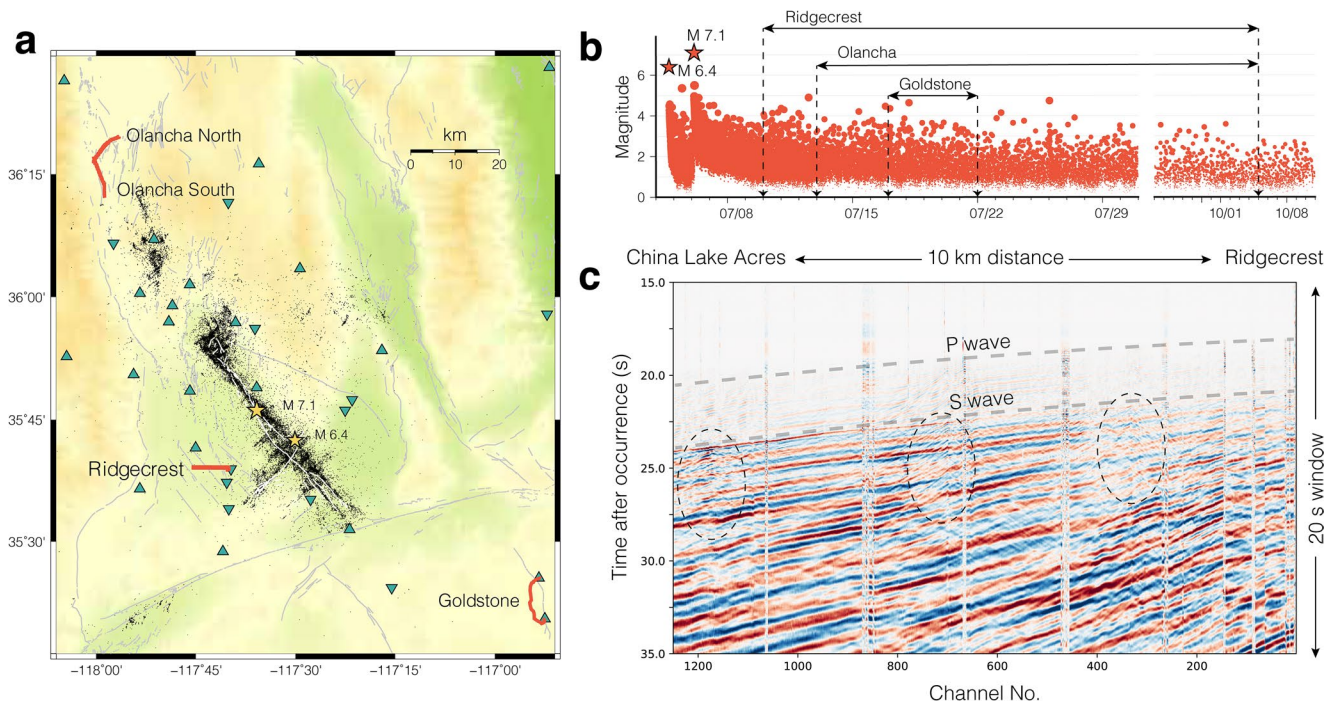 a
Olancha North
Olancha South
km
0 10 20
M 7.1
M 6.4
Ridgecrest
Goldstone
36°15'
36°00'
35°45'
35°30'
−118°00' −117°45' −117°30' −117°15' −117°00'
b
Ridgecrest
Olancha
Goldstone
M 7.1
M 6.4
Magnitude
6
4
2
0
07/08 07/15 07/22 07/29 10/01 10/08
China Lake Acres 10 km distance Ridgecrest
c
P wave
S wave
Time after occurrence (s)
15.0
20.0
25.0
30.0
35.0
20 s window
1200 1000 800 600 400 200
Channel No.